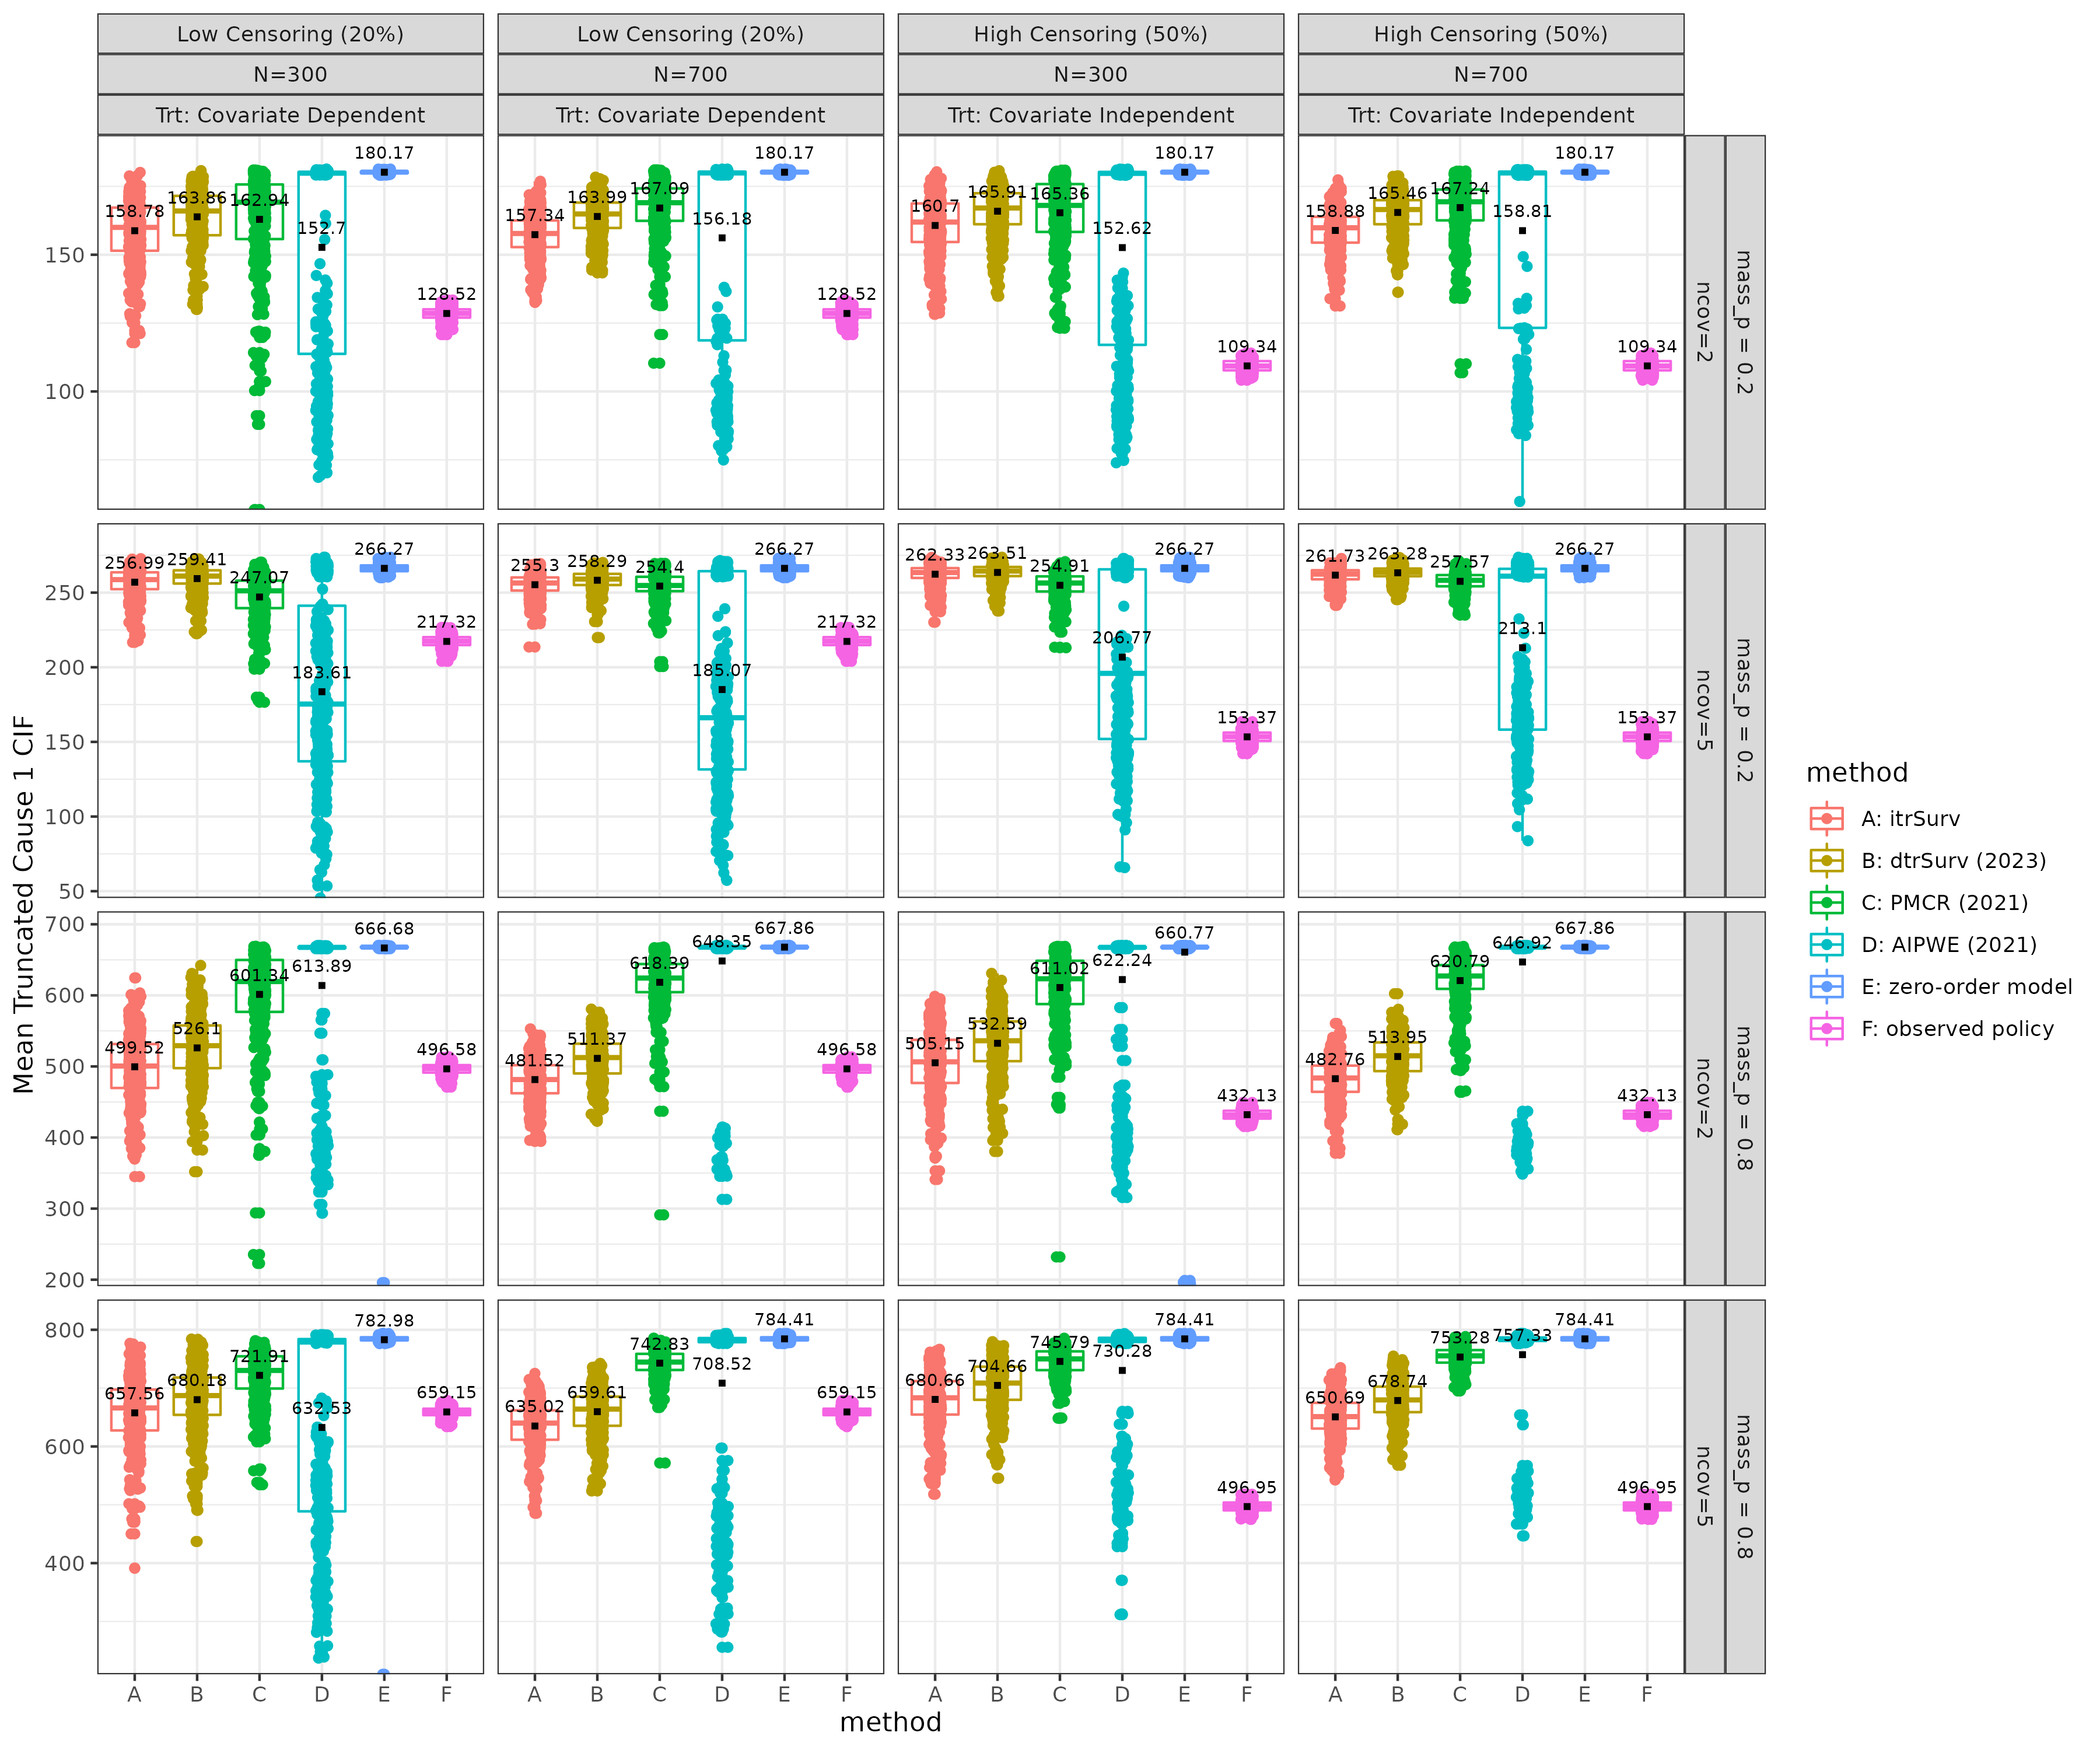 Low Censoring (20%)
Low Censoring (20%)
High Censoring (50%)
High Censoring (50%)
N=300
N=700
N=300
N=700
Trt: Covariate Dependent
Trt: Covariate Dependent
Trt: Covariate Independent
Trt: Covariate Independent
158.78 163.86 162.94 152.7 180.17 128.52
157.34 163.99 167.09 156.18 180.17 128.52
160.7 165.91 165.36 152.62 180.17 109.34
158.88 165.46 167.24 158.81 180.17 109.34
150
100
ncov=2
mass_p = 0.2
256.99 259.41 247.07 183.61 266.27 217.32
255.3 258.29 254.4 185.07 266.27 217.32
262.33 263.51 254.91 206.77 266.27 153.37
261.73 263.28 257.57 213.1 266.27 153.37
250
200
150
100
50
ncov=5
mass_p = 0.2
499.52 526.1 601.34 613.89 666.68 496.58
481.52 511.37 618.39 648.35 667.86 496.58
505.15 532.59 611.02 622.24 660.77 432.13
482.76 513.95 620.79 646.92 667.86 432.13
700
600
500
400
300
200
ncov=2
mass_p = 0.8
657.56 680.18 721.91 632.53 782.98 659.15
635.02 659.61 742.83 708.52 784.41 659.15
680.66 704.66 745.79 730.28 784.41 496.95
650.69 678.74 753.28 757.33 784.41 496.95
800
600
400
ncov=5
mass_p = 0.8
A B C D E F
A B C D E F
A B C D E F
A B C D E F
method
Mean Truncated Cause 1 CIF
method
A: itrSurv
B: dtrSurv (2023)
C: PMCR (2021)
D: AIPWE (2021)
E: zero-order model
F: observed policy